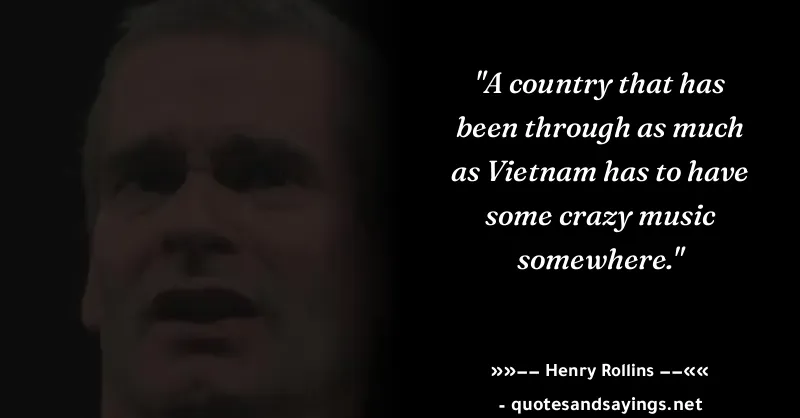 "A country that has
been through as much
as Vietnam has to have
some crazy music
somewhere."
»»−− Henry Rollins −−««
- quotesandsayings.net